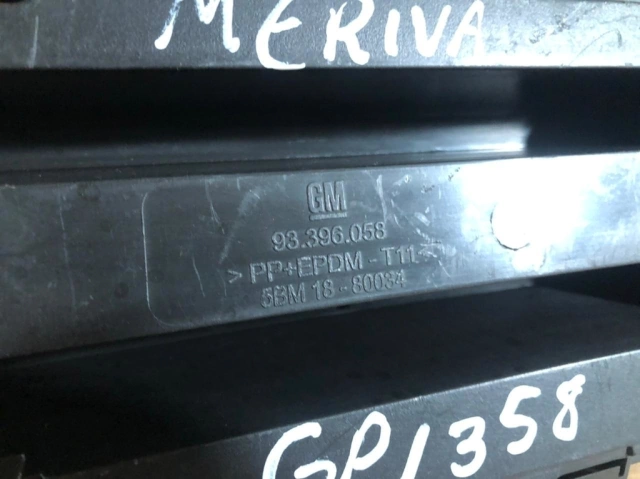 MERIVA
GM
93.396.058
> PP+EPDM - T11 <
5BM 18 - 80034
GP1358